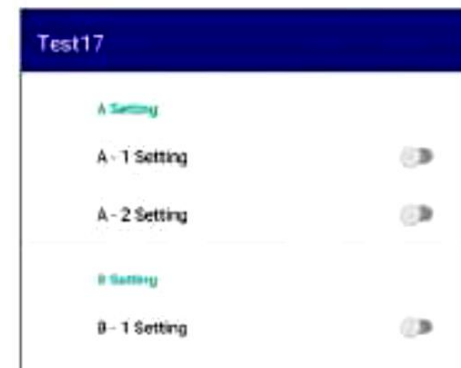 Test17
A Setting
A - 1 Setting
A - 2 Setting
B Setting
B - 1 Setting